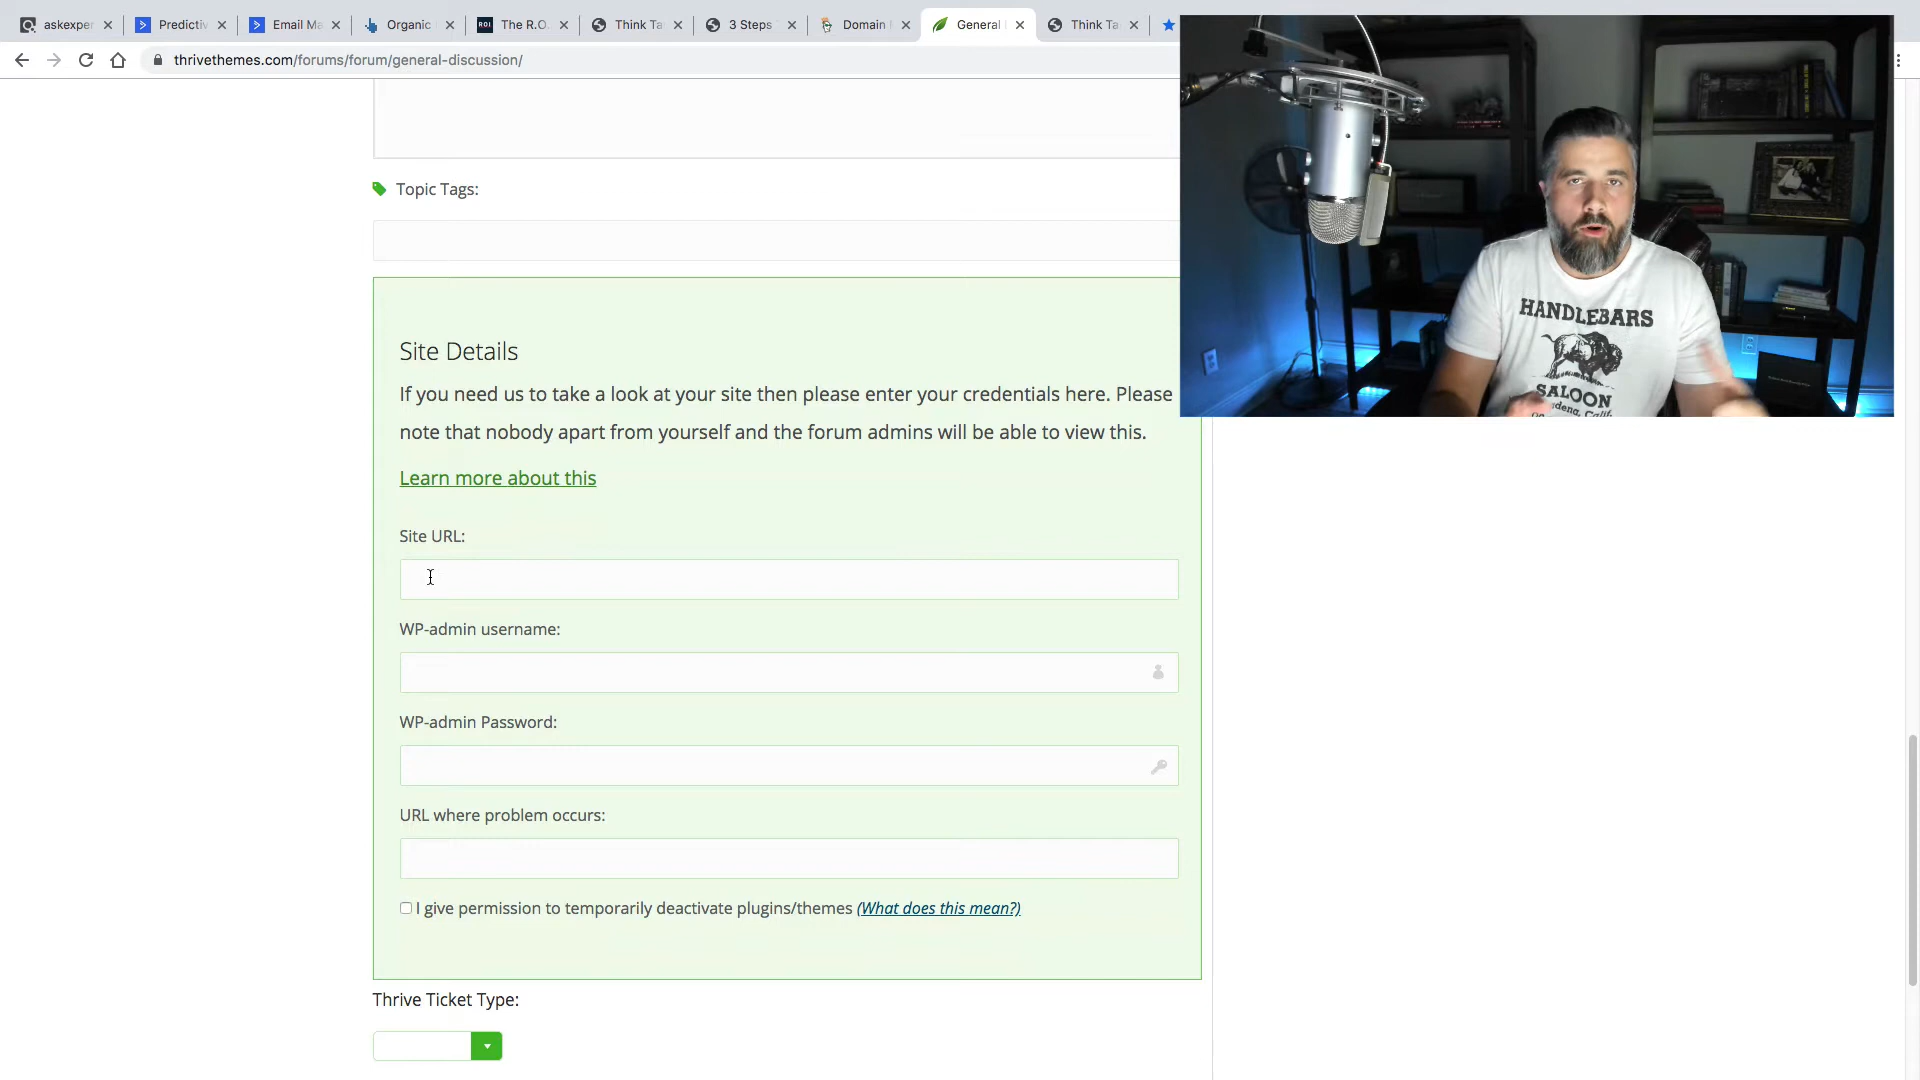 askexper
Predictiv
Email Ma
Organic
ROI
The R.O.
Think Ta
3 Steps
Domain
General
Think Ta
thrivethemes.com/forums/forum/general-discussion/
Topic Tags:
Site Details
If you need us to take a look at your site then please enter your credentials here. Please
note that nobody apart from yourself and the forum admins will be able to view this.
Learn more about this
Site URL:
WP-admin username:
WP-admin Password:
URL where problem occurs:
I give permission to temporarily deactivate plugins/themes (What does this mean?)
Thrive Ticket Type:
HANDLEBARS
SALOON